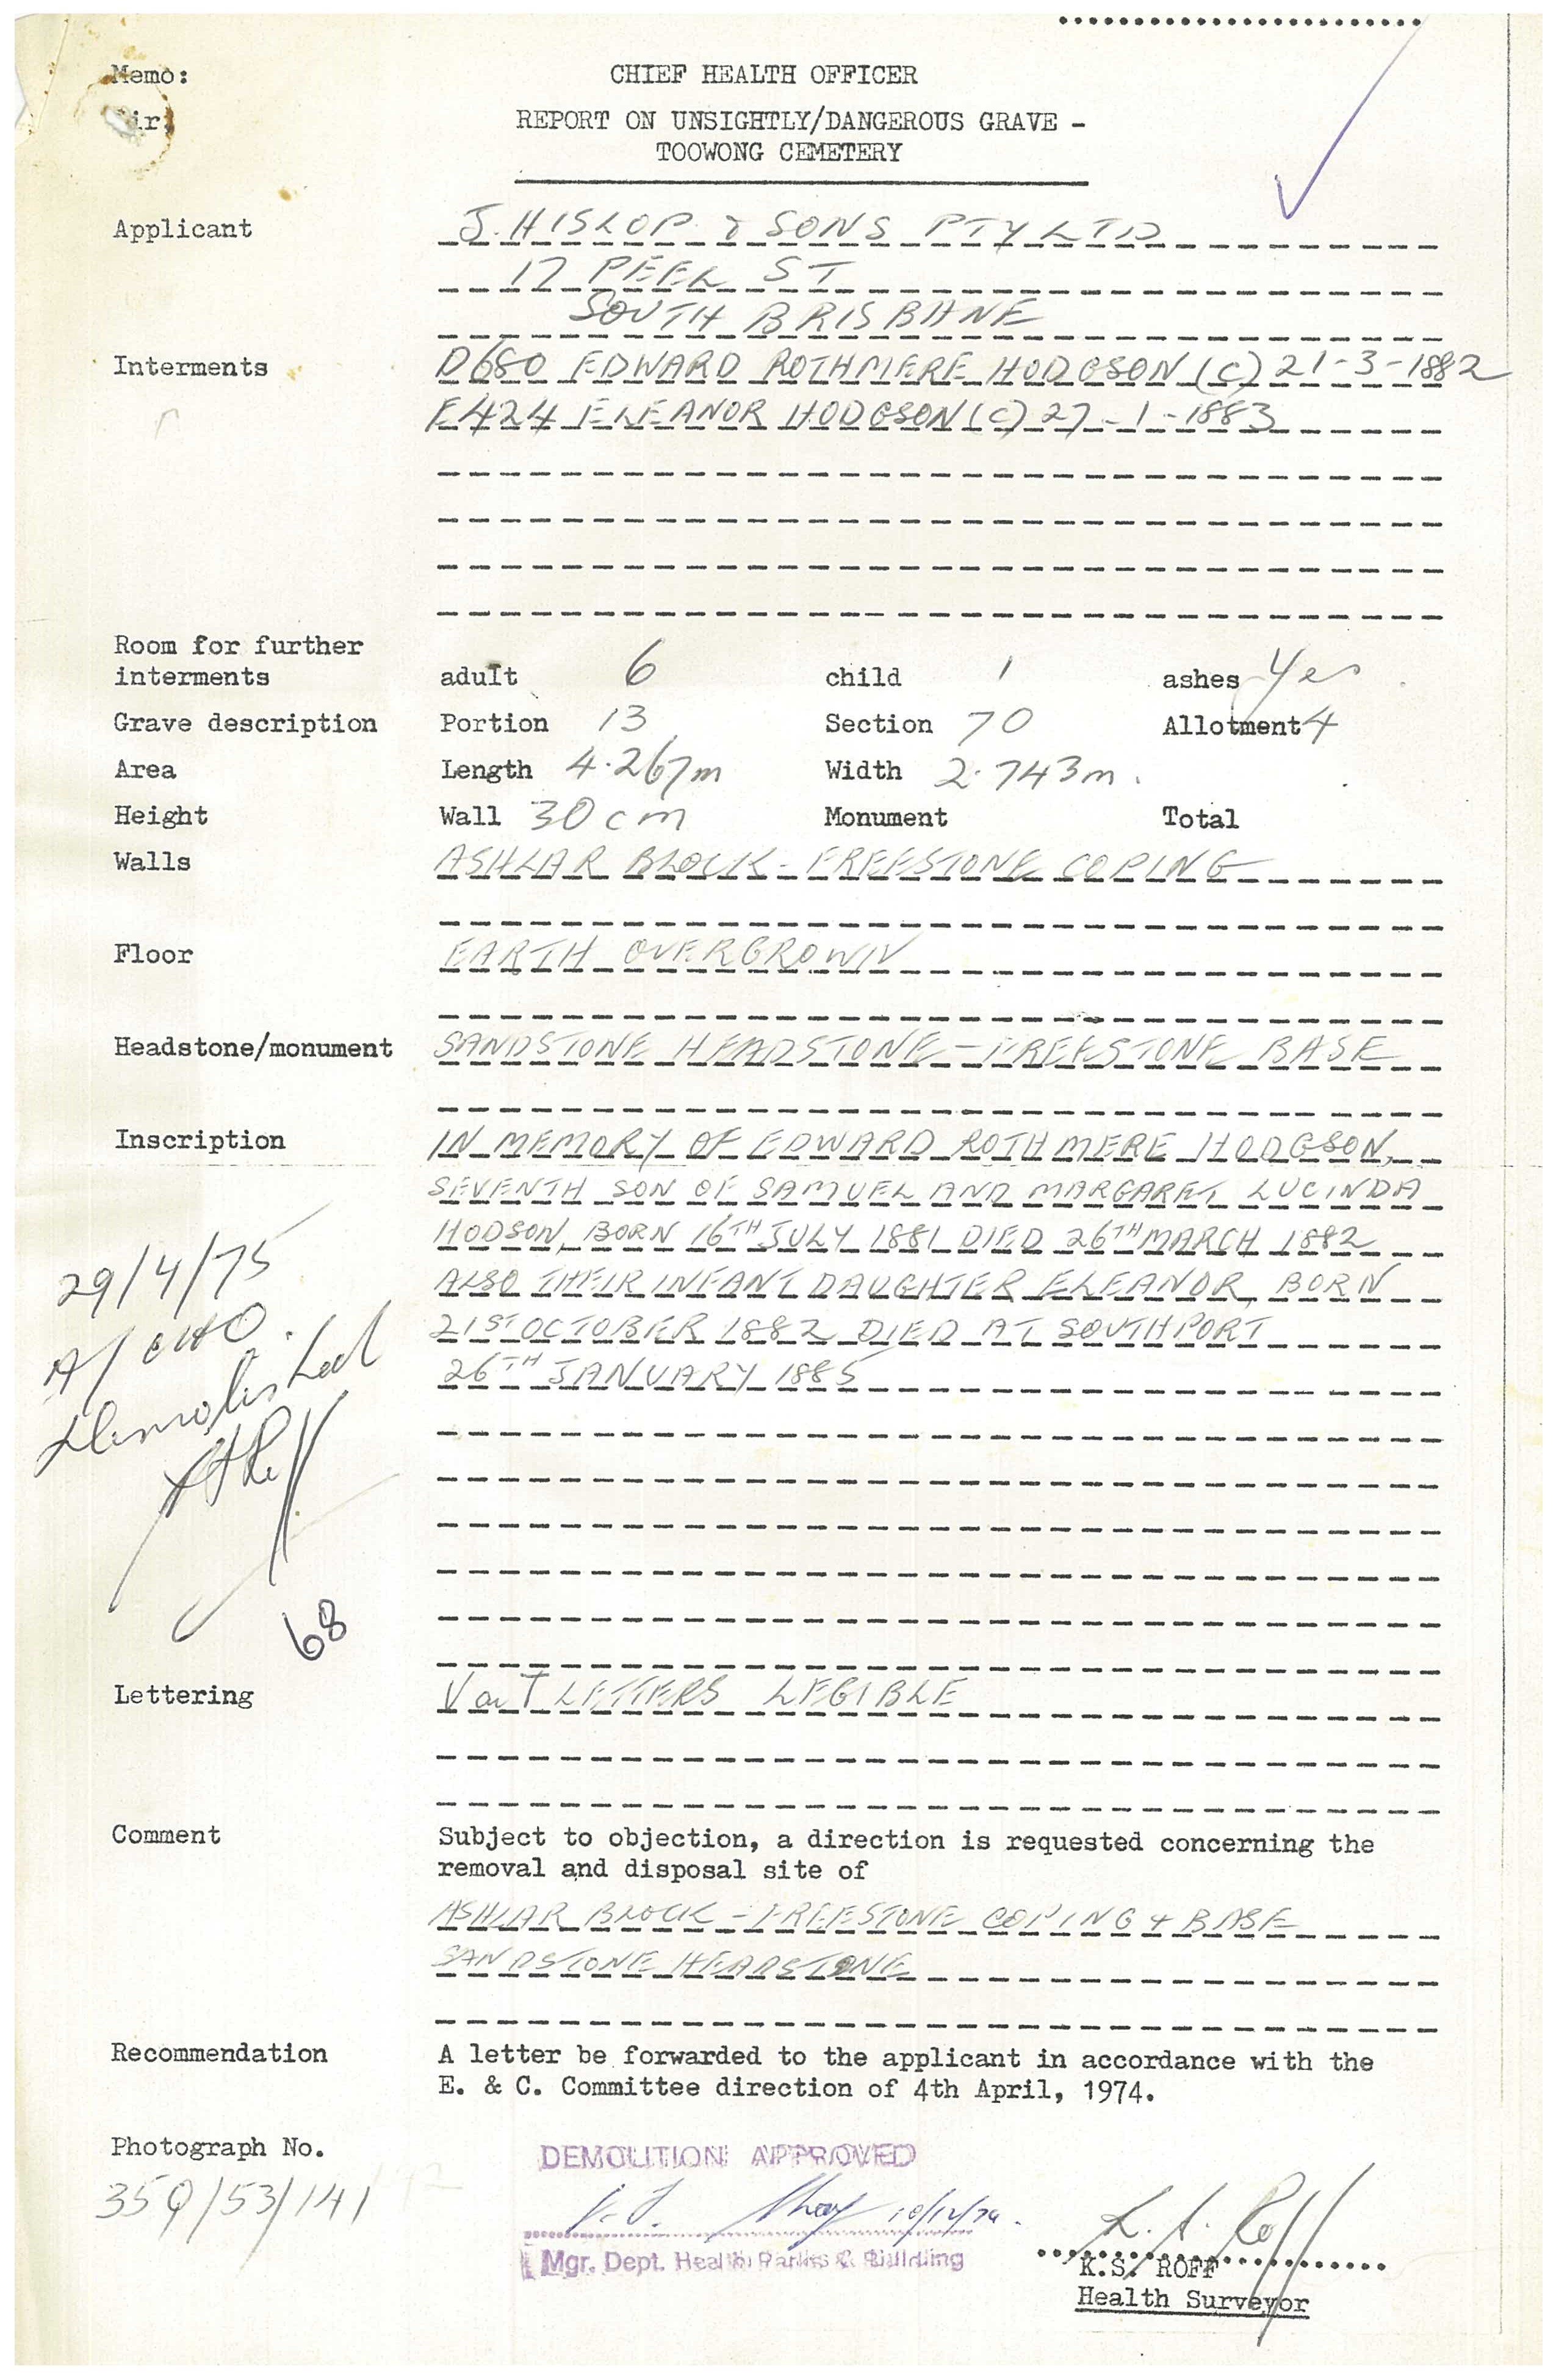 Memo: CHIEF HEALTH OFFICER
Sir, REPORT ON UNSIGHTLY/DANGEROUS GRAVE -
TOOWONG CEMETERY
Applicant J. HISLOP & SONS PTY LTD
17 PEEL ST
SOUTH BRISBANE
Interments D680 EDWARD ROTHMERE HODGSON (C) 21-3-1882
E424 ELEANOR HODGSON (C) 27-1-1883
Room for further
interments adult 6 child 1 ashes Yes
Grave description Portion 13 Section 70 Allotment 4
Area Length 4.267m Width 2.743m.
Height Wall 30cm Monument Total
Walls ASHLAR BLOCK - FREESTONE COPING
Floor EARTH OVERGROWN
Headstone/monument SANDSTONE HEADSTONE - FREESTONE BASE
Inscription IN MEMORY OF EDWARD ROTHMERE HODGSON,
SEVENTH SON OF SAMUEL AND MARGARET LUCINDA
HODSON, BORN 16TH JULY 1881 DIED 26TH MARCH 1882
ALSO THEIR INFANT DAUGHTER ELEANOR, BORN
21ST OCTOBER 1882 DIED AT SOUTHPORT
26TH JANUARY 1885
29/4/75
A/CHO.
Demolished
68
Lettering V cut LETTERS LEGIBLE
Comment Subject to objection, a direction is requested concerning the
removal and disposal site of
ASHLAR BLOCK - FREESTONE COPING & BASE
SANDSTONE HEADSTONE
Recommendation A letter be forwarded to the applicant in accordance with the
E. & C. Committee direction of 4th April, 1974.
Photograph No.
35Q/53/141
DEMOLITION APPROVED
10/12/74.
Mgr. Dept. Health Parks & Building
K.S. ROFF
Health Surveyor